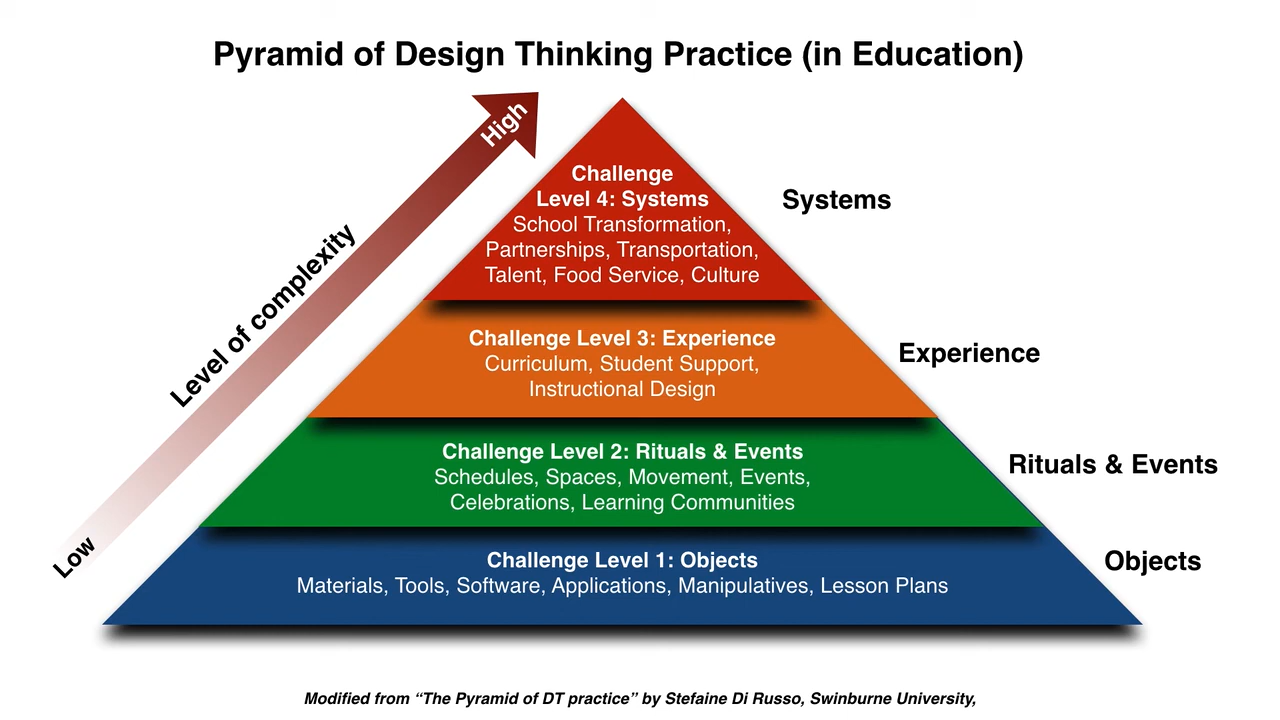 Pyramid of Design Thinking Practice (in Education)
High
Level of complexity
Low
Challenge
Level 4: Systems
School Transformation,
Partnerships, Transportation,
Talent, Food Service, Culture
Systems
Challenge Level 3: Experience
Curriculum, Student Support,
Instructional Design
Experience
Challenge Level 2: Rituals & Events
Schedules, Spaces, Movement, Events,
Celebrations, Learning Communities
Rituals & Events
Challenge Level 1: Objects
Materials, Tools, Software, Applications, Manipulatives, Lesson Plans
Objects
Modified from “The Pyramid of DT practice” by Stefaine Di Russo, Swinburne University,